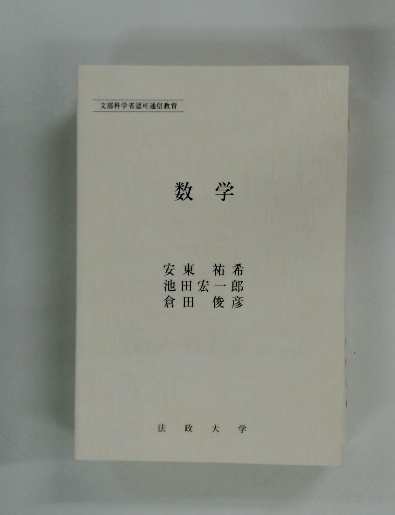 文部科学省認可通信教育
数学
安東祐希
池田宏一郎
倉田俊彦
法政大学